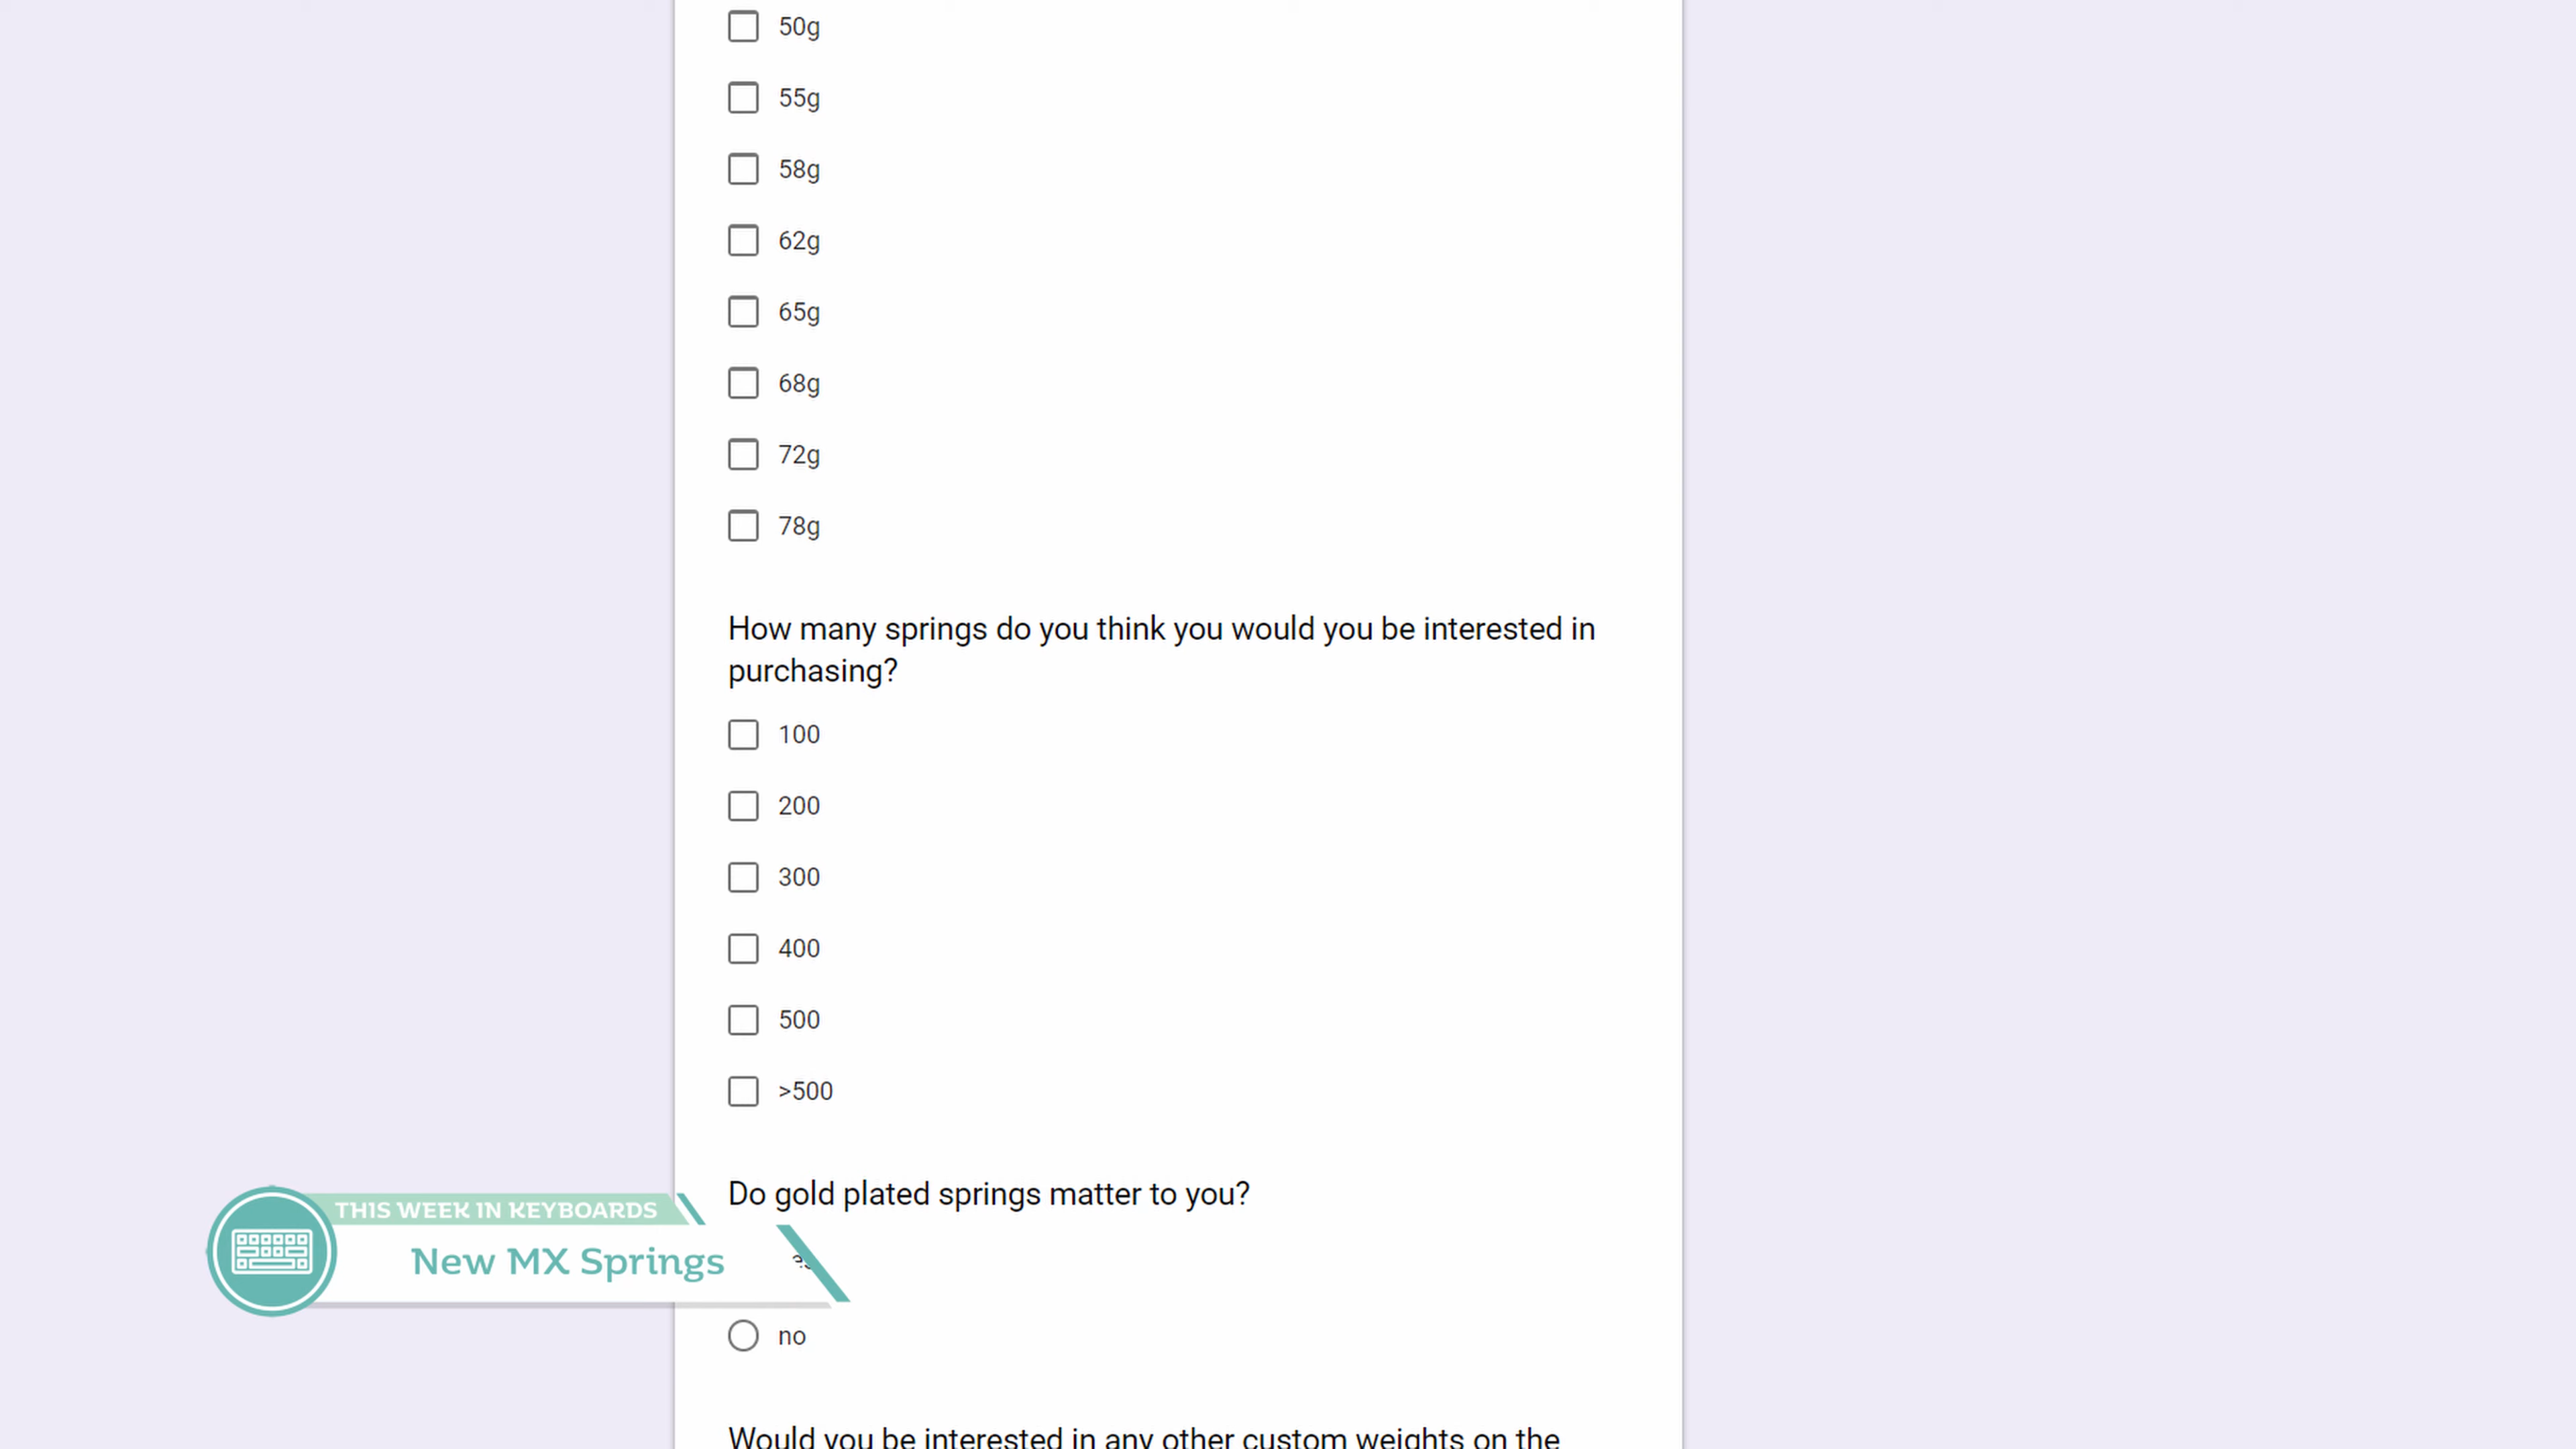 50g
55g
58g
62g
65g
68g
72g
78g
How many springs do you think you would you be interested in
purchasing?
100
200
300
400
500
>500
Do gold plated springs matter to you?
THIS WEEK IN KEYBOARDS
New MX Springs
no
Would you be interested in any other custom weights on the